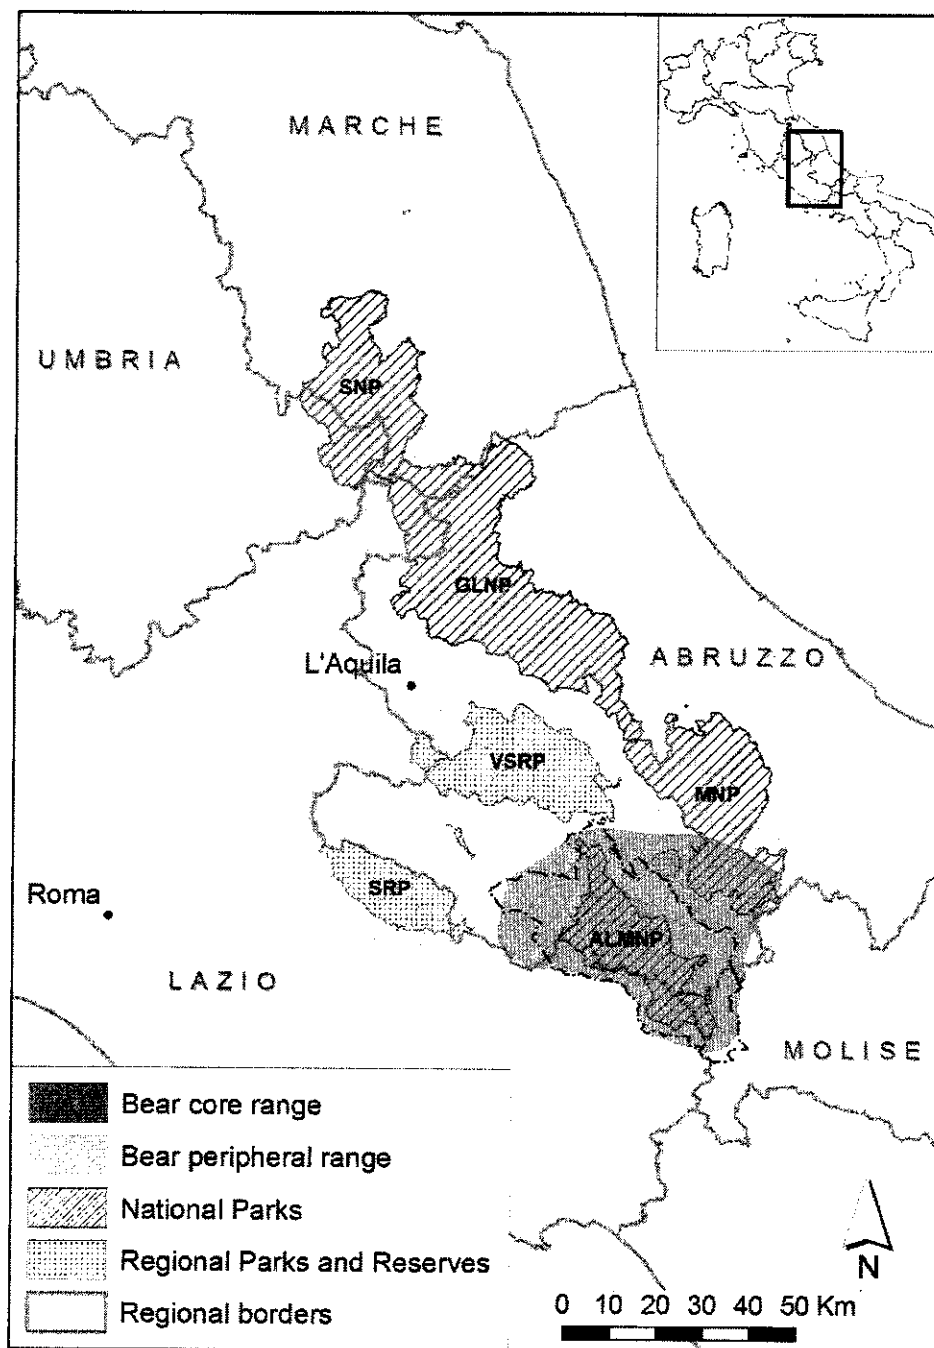 MARCHE
UMBRIA
SNP
GLNP
L'Aquila
ABRUZZO
VSRP
MNP
SRP
Roma
ALMNP
LAZIO
MOLISE
Bear core range
Bear peripheral range
National Parks
Regional Parks and Reserves
Regional borders
N
0 10 20 30 40 50 Km